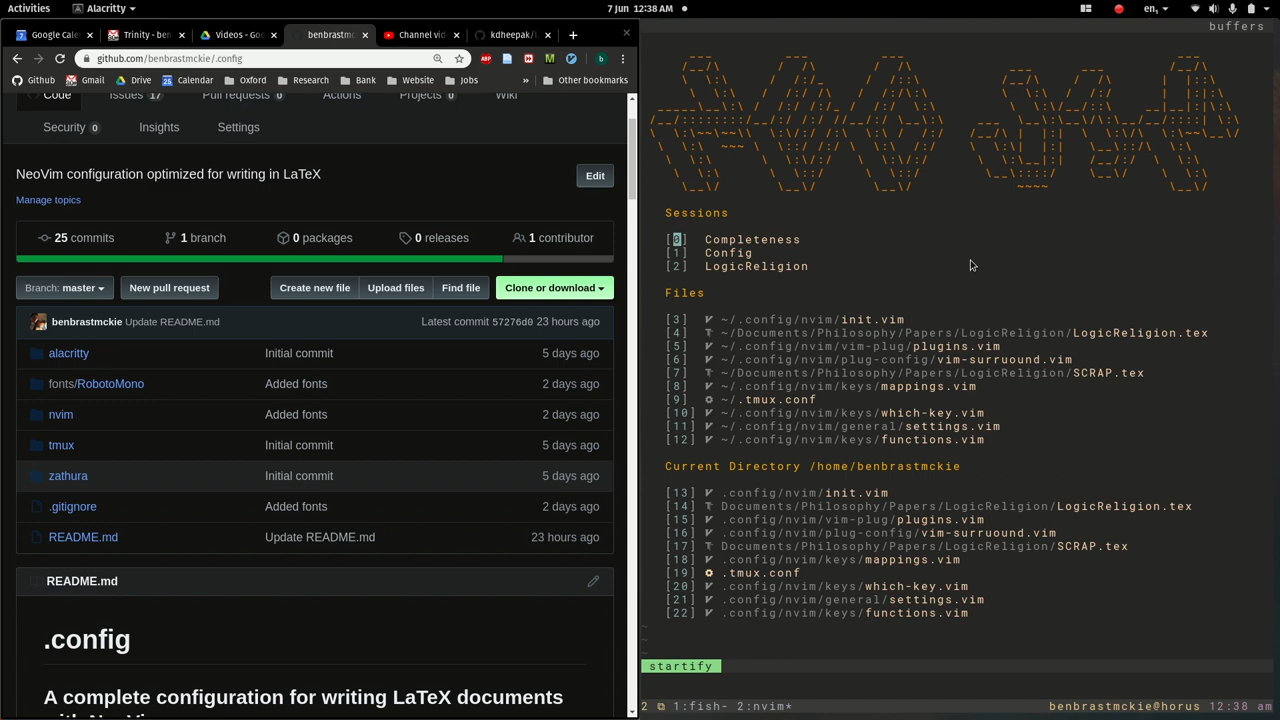 Activities
Alacritty
7 Jun 12:38 AM
en₁
Google Cale
Trinity - ben
Videos - Goo
benbrastmck
Channel vid
kdheepak/l
github.com/benbrastmckie/.config
Github
Gmail
Drive
Calendar
Oxford
Research
Bank
Website
Jobs
»
Other bookmarks
Code
Issues 17
Pull requests 0
Actions
Projects 0
Wiki
Security 0
Insights
Settings
NeoVim configuration optimized for writing in LaTeX
Edit
Manage topics
25 commits
1 branch
0 packages
0 releases
1 contributor
Branch: master
New pull request
Create new file
Upload files
Find file
Clone or download
benbrastmckie Update README.md
Latest commit 57276d0 23 hours ago
alacritty Initial commit 5 days ago
fonts/RobotoMono Added fonts 2 days ago
nvim Added fonts 2 days ago
tmux Initial commit 5 days ago
zathura Initial commit 5 days ago
.gitignore Added fonts 2 days ago
README.md Update README.md 23 hours ago
README.md
.config
A complete configuration for writing LaTeX documents
with NeoVim
buffers
Sessions
[0] Completeness
[1] Config
[2] LogicReligion
Files
[3] ~/.config/nvim/init.vim
[4] ~/Documents/Philosophy/Papers/LogicReligion/LogicReligion.tex
[5] ~/.config/nvim/vim-plug/plugins.vim
[6] ~/.config/nvim/plug-config/vim-surruound.vim
[7] ~/Documents/Philosophy/Papers/LogicReligion/SCRAP.tex
[8] ~/.config/nvim/keys/mappings.vim
[9] ~/.tmux.conf
[10] ~/.config/nvim/keys/which-key.vim
[11] ~/.config/nvim/general/settings.vim
[12] ~/.config/nvim/keys/functions.vim
Current Directory /home/benbrastmckie
[13] .config/nvim/init.vim
[14] Documents/Philosophy/Papers/LogicReligion/LogicReligion.tex
[15] .config/nvim/vim-plug/plugins.vim
[16] .config/nvim/plug-config/vim-surruound.vim
[17] Documents/Philosophy/Papers/LogicReligion/SCRAP.tex
[18] .config/nvim/keys/mappings.vim
[19] .tmux.conf
[20] .config/nvim/keys/which-key.vim
[21] .config/nvim/general/settings.vim
[22] .config/nvim/keys/functions.vim
~
~
~
startify
2 1:fish- 2:nvim*
benbrastmckie@horus 12:38 am